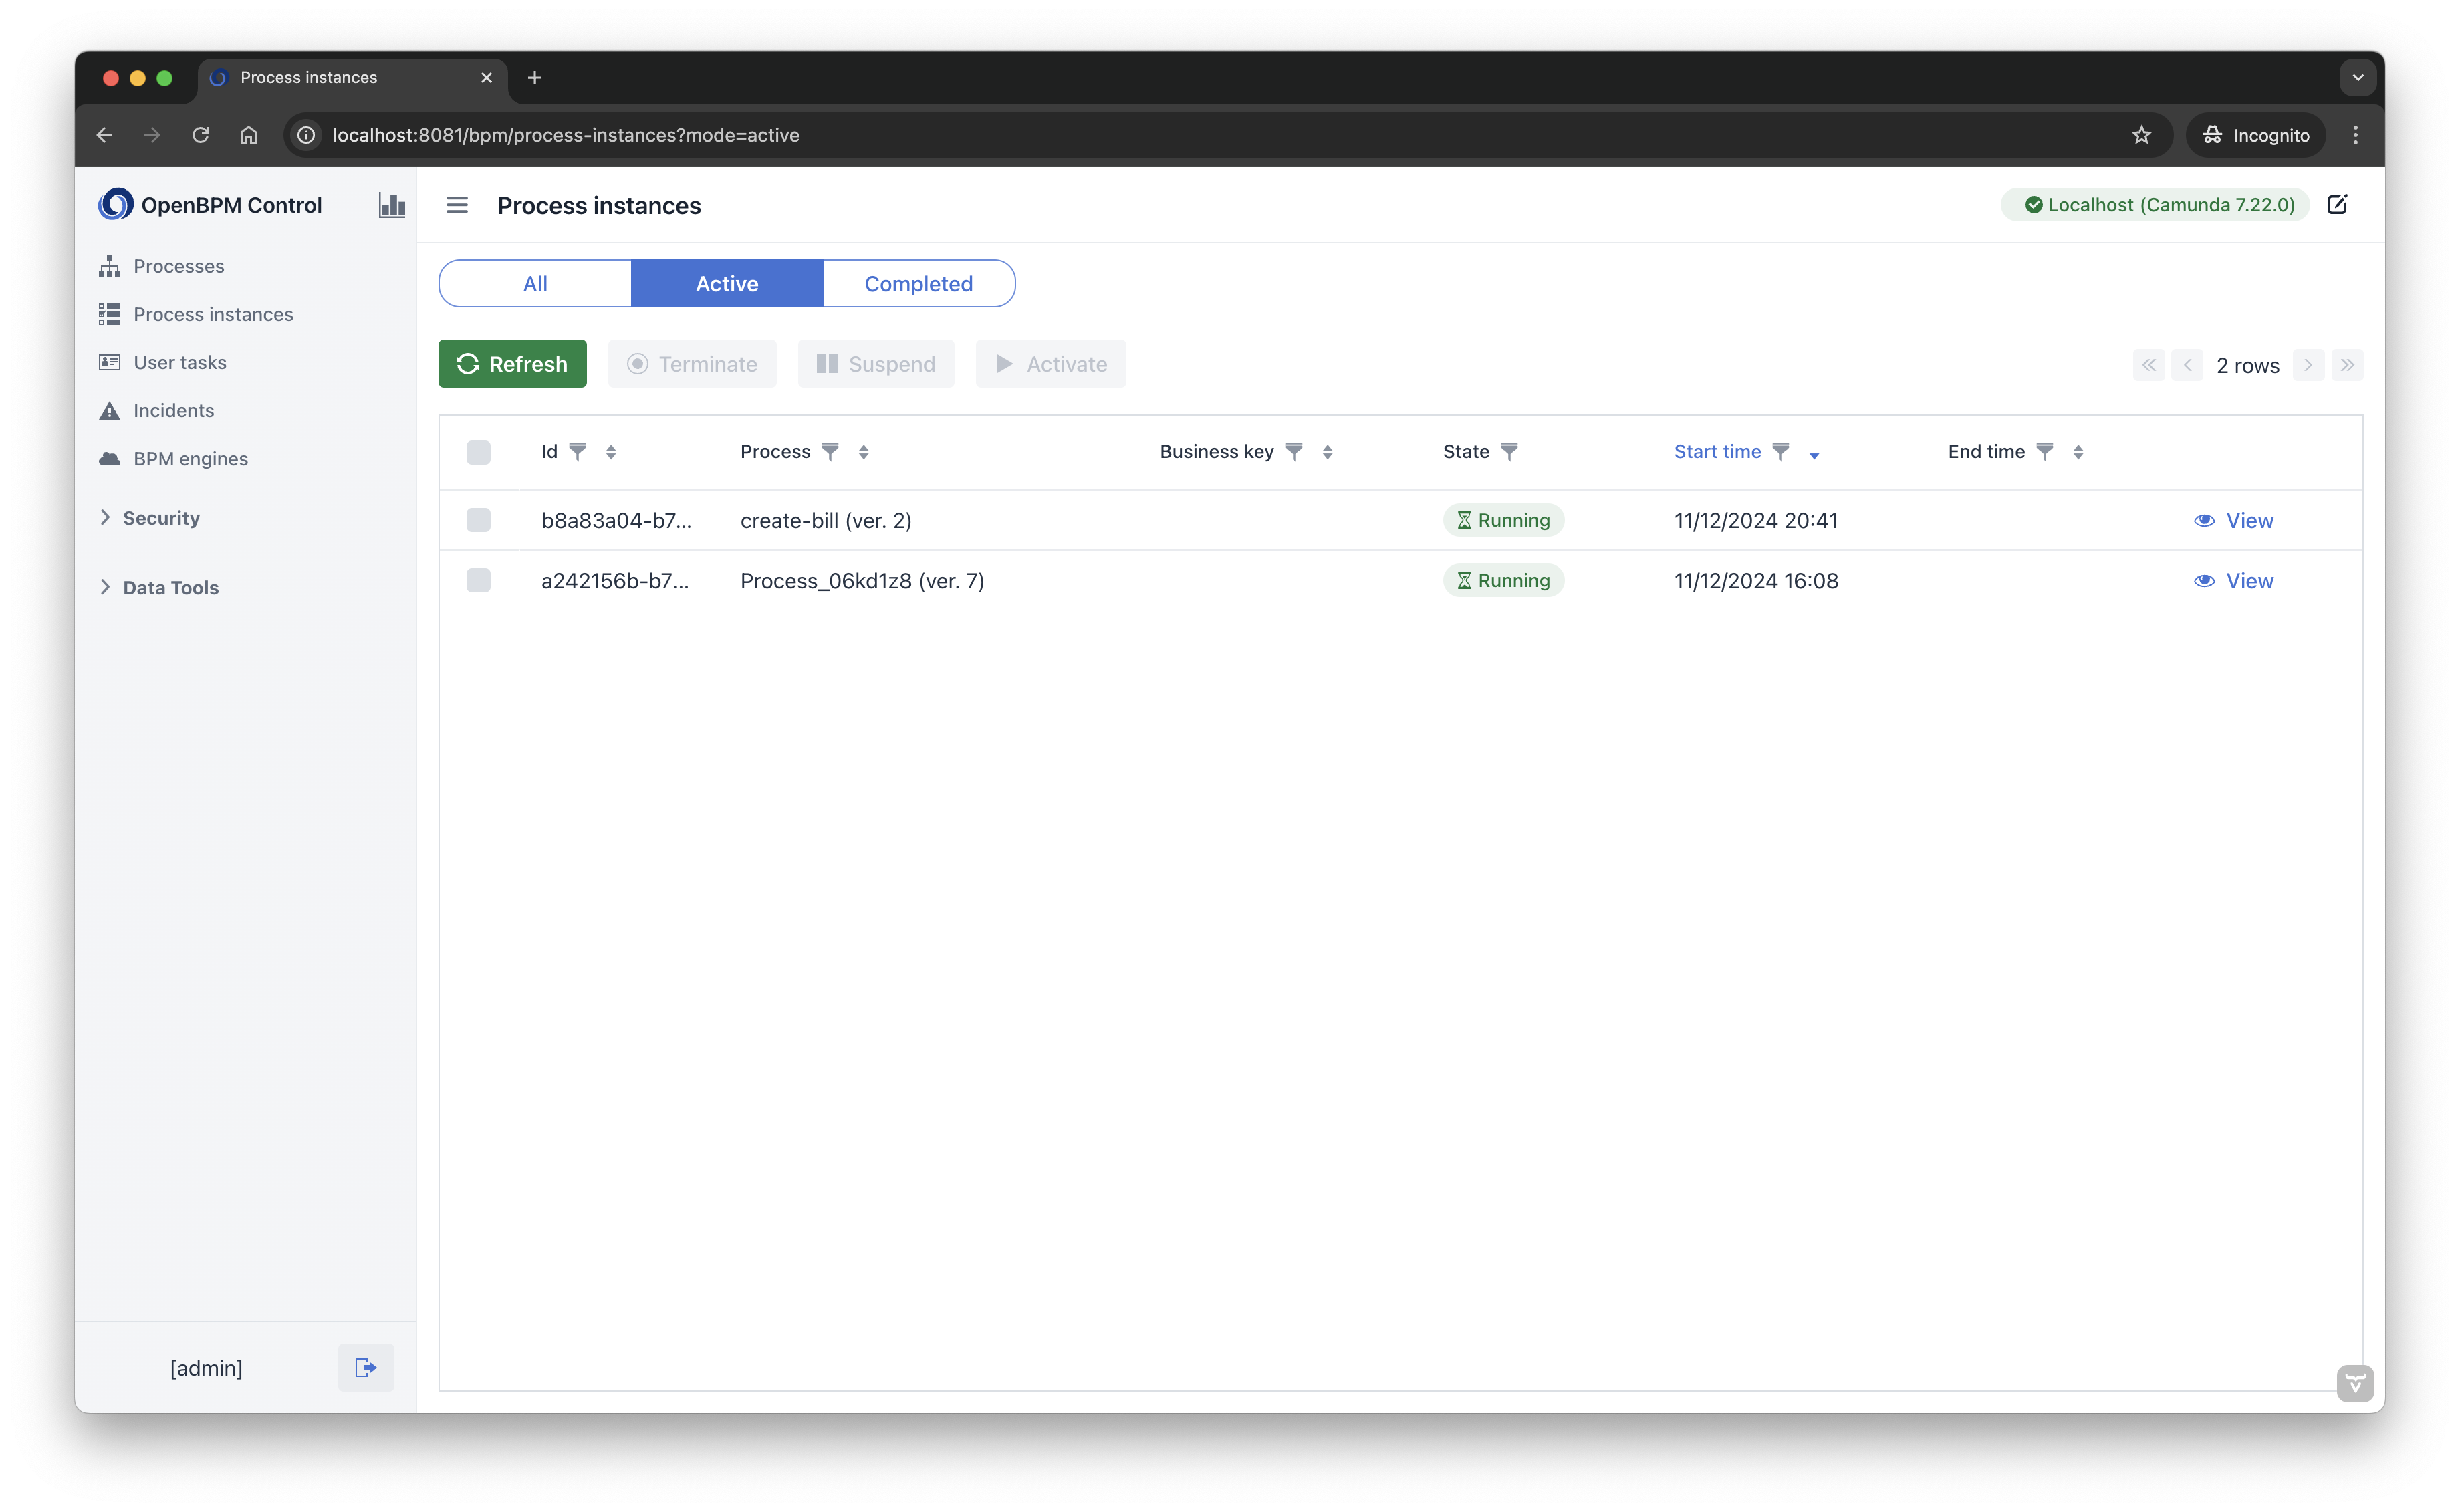 Process instances
localhost:8081/bpm/process-instances?mode=active
Incognito
OpenBPM Control
Process instances
Localhost (Camunda 7.22.0)
Processes
Process instances
User tasks
Incidents
BPM engines
Security
Data Tools
All Active Completed
Refresh Terminate Suspend Activate
2 rows
Id Process Business key State Start time End time
b8a83a04-b7... create-bill (ver. 2) Running 11/12/2024 20:41 View
a242156b-b7... Process_06kd1z8 (ver. 7) Running 11/12/2024 16:08 View
[admin]